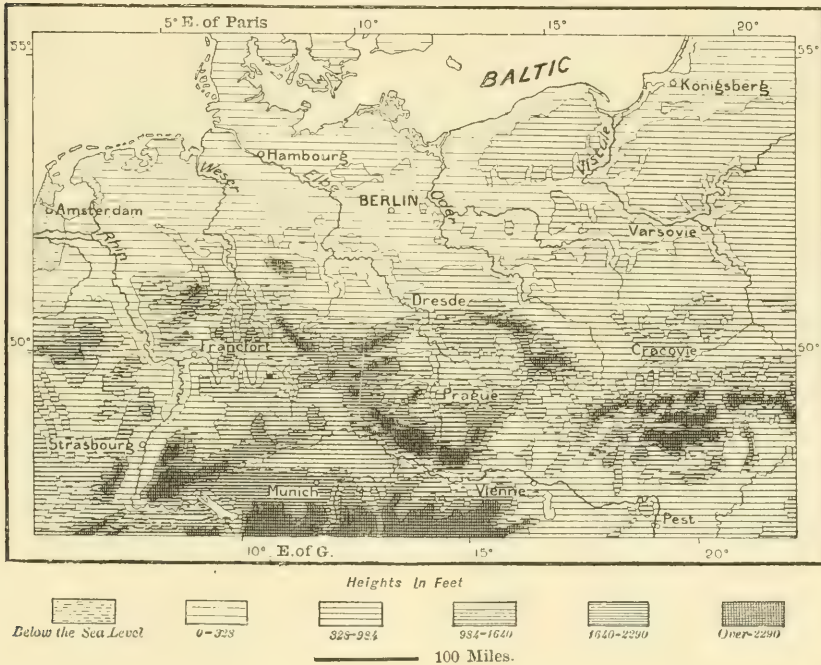 5° E. of Paris 10° 15° 20°
55° 55°
BALTIC
Königsberg
Hambourg
Vistule
Weser
Elbe
BERLIN
Oder
Amsterdam
Varsovie
Rhin
Dresde
50° 50°
Francfort
Cracovie
Prague
Strasbourg
Munich
Vienne
Pest
10° E. of G. 15° 20°
Heights In Feet
Below the Sea Level 0-328 328-984 984-1640 1640-2290 Over-2290
100 Miles.